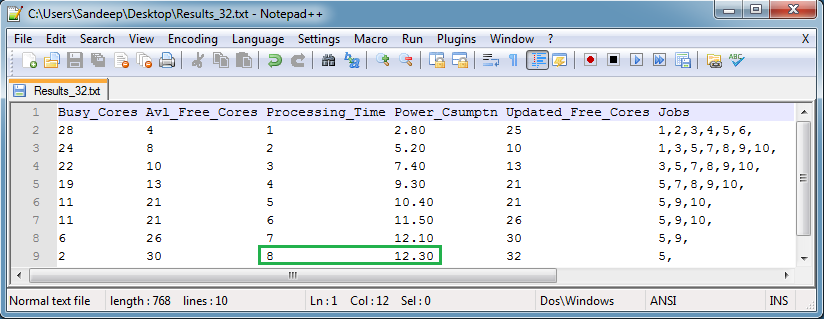 C:\Users\Sandeep\Desktop\Results_32.txt - Notepad++
File Edit Search View Encoding Language Settings Macro Run Plugins Window ? X
ABC
Results_32.txt
1 Busy_Cores Avl_Free_Cores Processing_Time Power_Csumptn Updated_Free_Cores Jobs
2 28 4 1 2.80 25 1,2,3,4,5,6,
3 24 8 2 5.20 10 1,3,5,7,8,9,10,
4 22 10 3 7.40 13 3,5,7,8,9,10,
5 19 13 4 9.30 21 5,7,8,9,10,
6 11 21 5 10.40 21 5,9,10,
7 11 21 6 11.50 26 5,9,10,
8 6 26 7 12.10 30 5,9,
9 2 30 8 12.30 32 5,
Normal text file length : 768 lines : 10 Ln : 1 Col : 12 Sel : 0 Dos\Windows ANSI INS